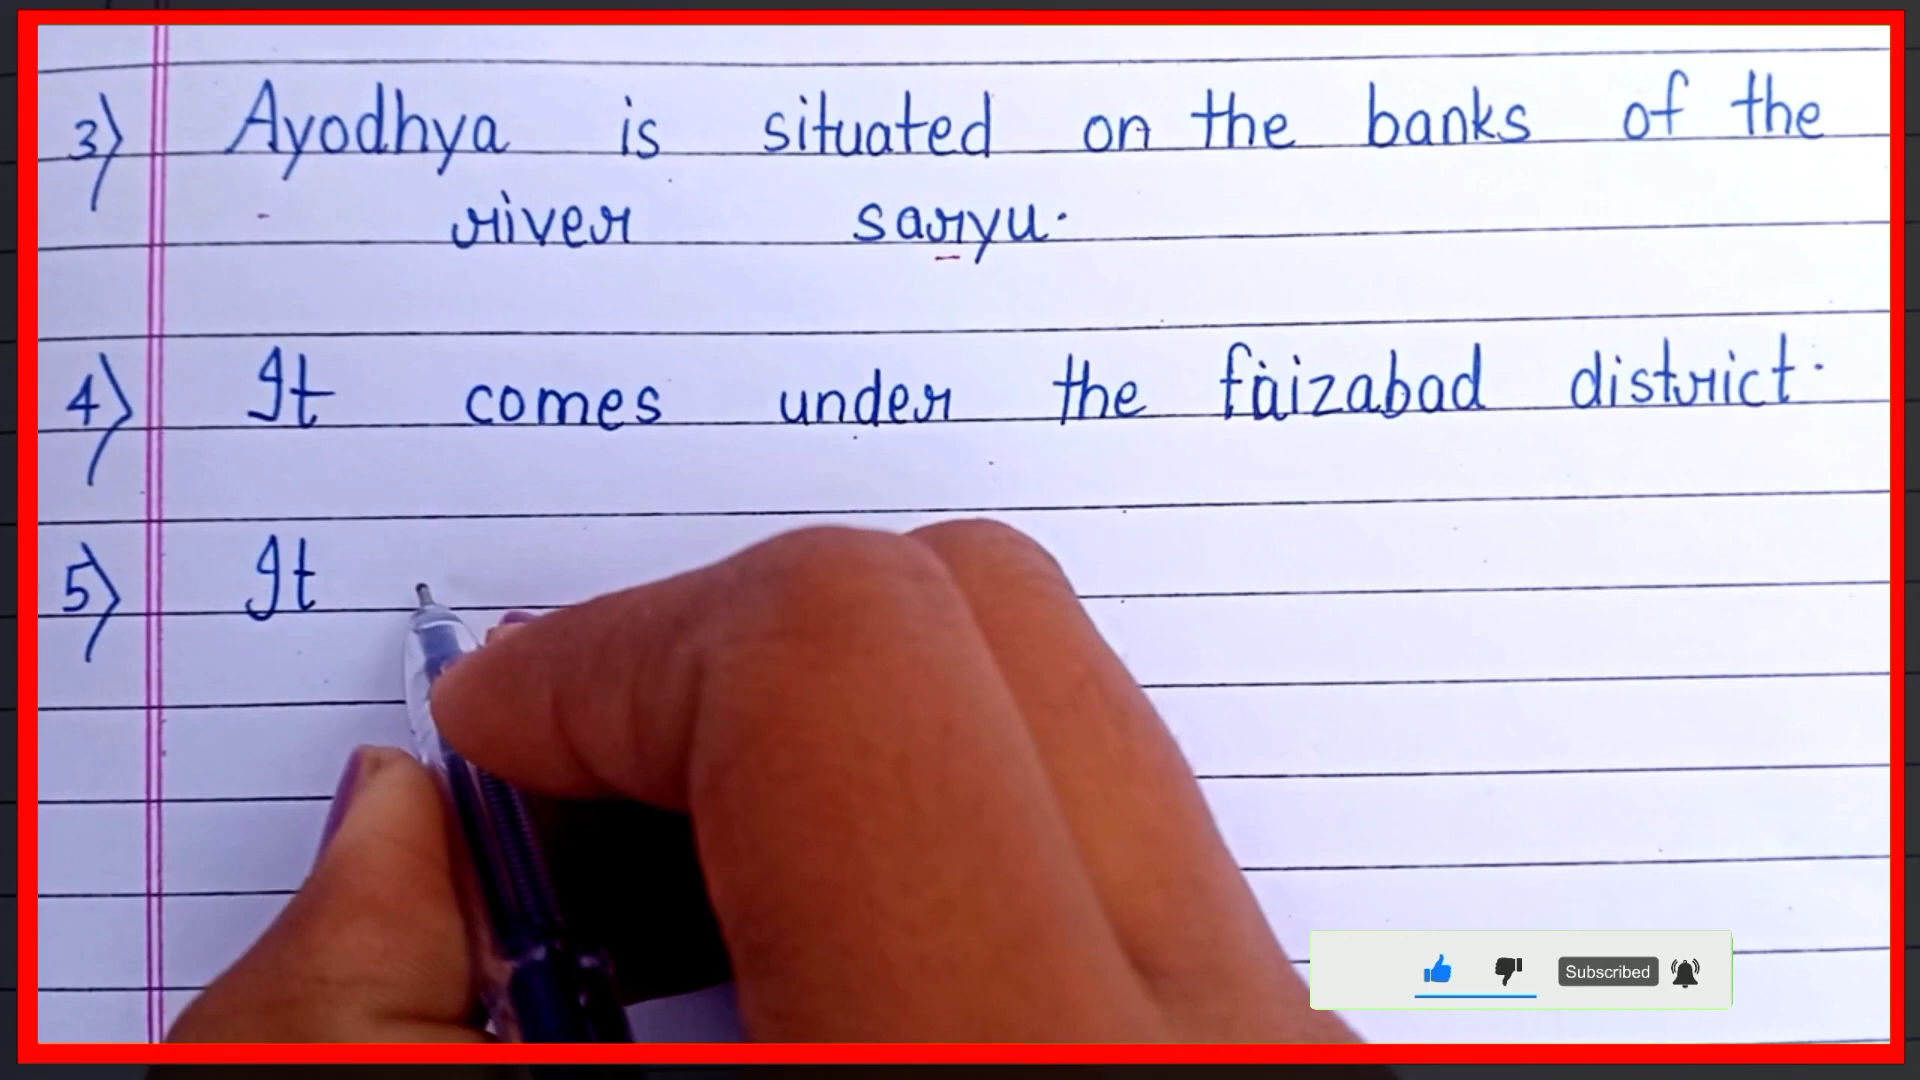 3) Ayodhya is situated on the banks of the
river saryu.
4) It comes under the faizabad district.
5) It
Subscribed